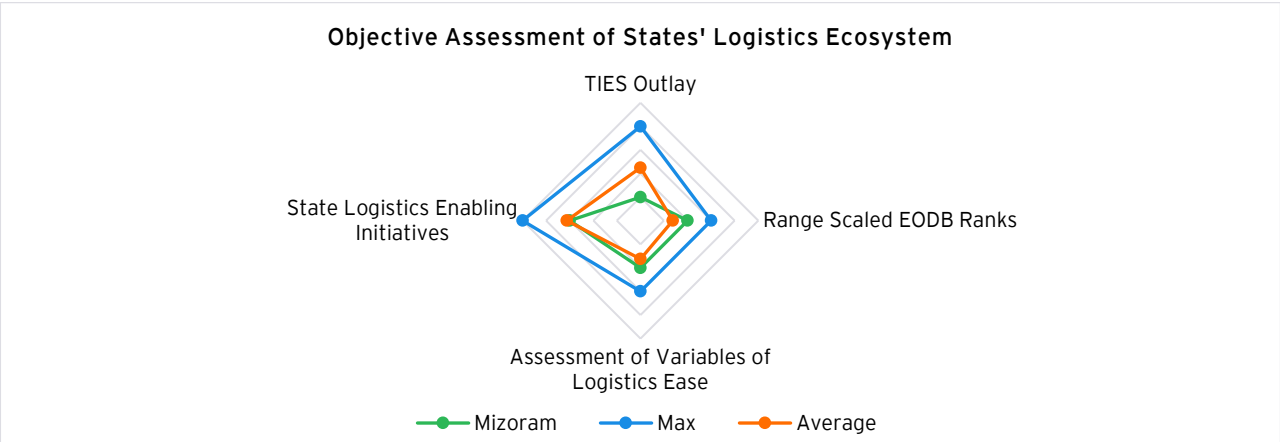 Objective Assessment of States' Logistics Ecosystem
TIES Outlay
State Logistics Enabling
Initiatives
Range Scaled EODB Ranks
Assessment of Variables of
Logistics Ease
Mizoram
Max
Average